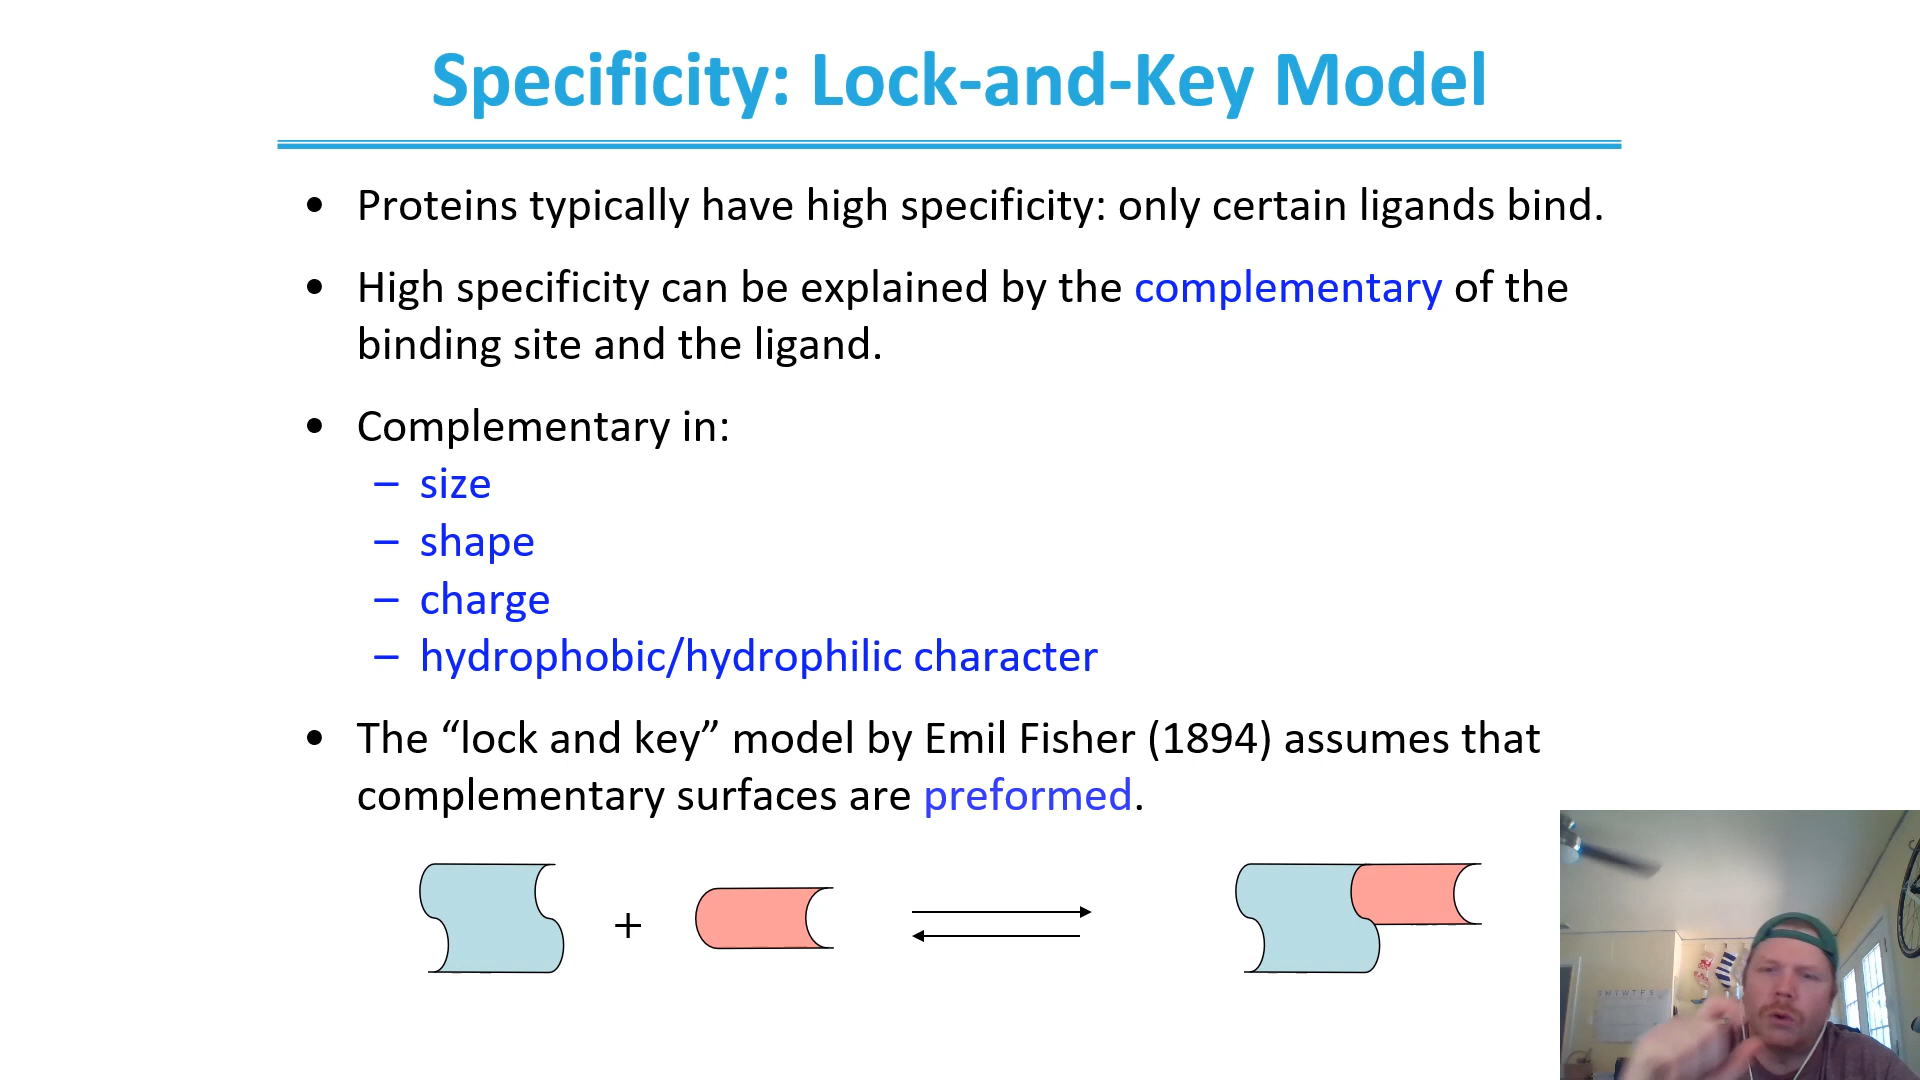 Specificity: Lock-and-Key Model
• Proteins typically have high specificity: only certain ligands bind.
• High specificity can be explained by the complementary of the
binding site and the ligand.
• Complementary in:
– size
– shape
– charge
– hydrophobic/hydrophilic character
• The “lock and key” model by Emil Fisher (1894) assumes that
complementary surfaces are preformed.
+
S M T W T F S